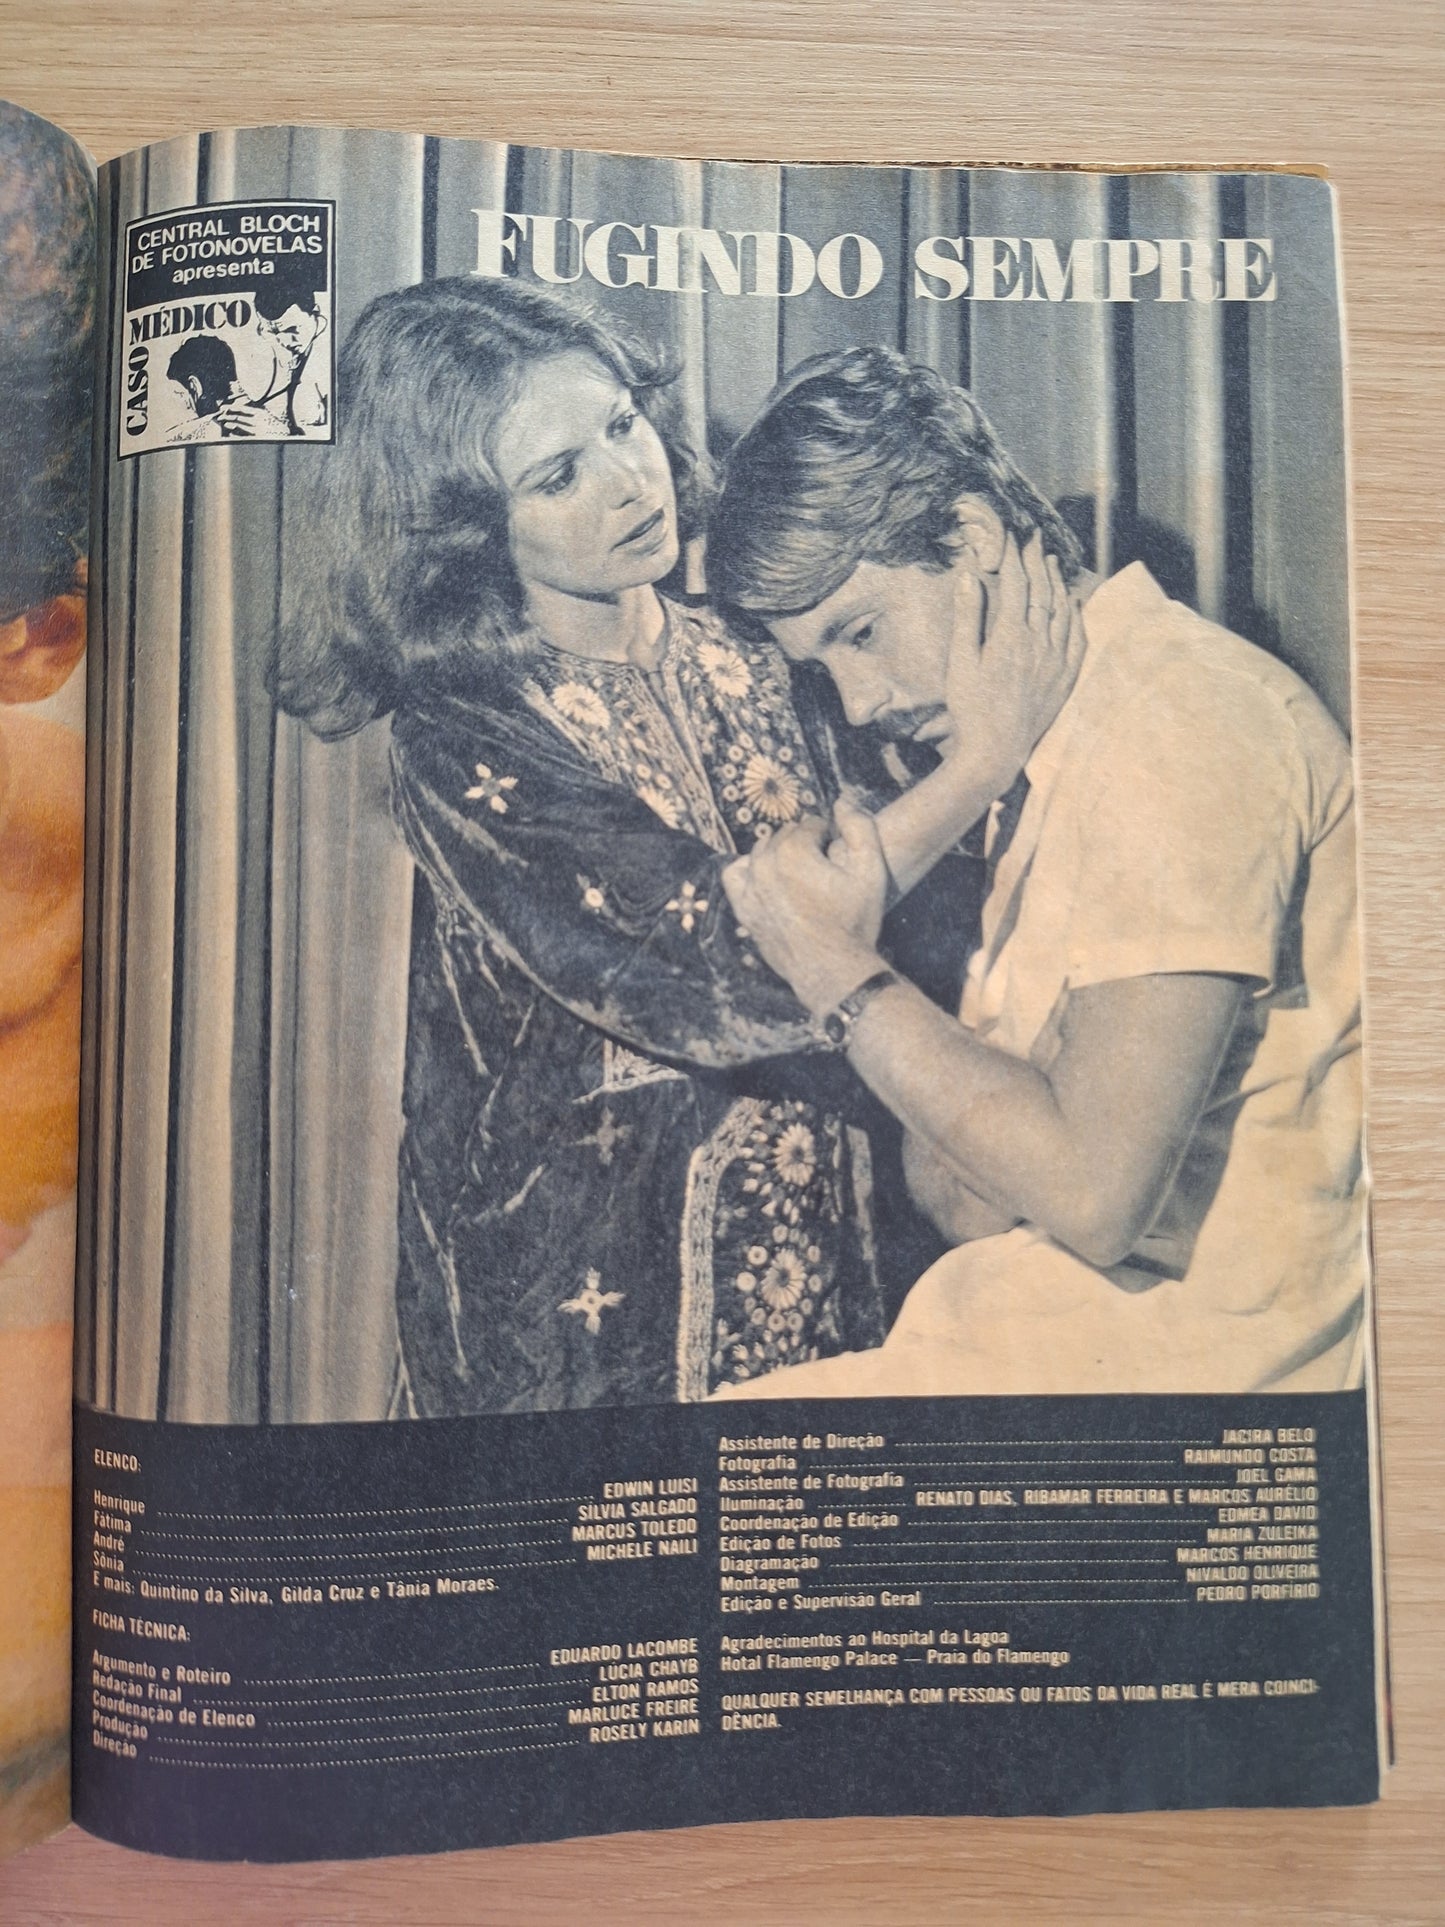 CENTRAL BLOCH
DE FOTONOVELAS
apresenta
CASO MÉDICO
FUGINDO SEMPRE
ELENCO:
Henrique ........ EDWIN LUISI
Fátima ........ SÍLVIA SALGADO
André ........ MARCUS TOLEDO
Sônia ........ MICHELE NAILI
E mais: Quintino da Silva, Gilda Cruz e Tânia Moraes.
FICHA TÉCNICA:
Argumento e Roteiro ........ EDUARDO LACOMBE
Redação Final ........ LÚCIA CHAYB
Coordenação de Elenco ........ ELTON RAMOS
Produção ........ MARLUCE FREIRE
Direção ........ ROSELY KARIN
Assistente de Direção ........ JACIRA BELO
Fotografia ........ RAIMUNDO COSTA
Assistente de Fotografia ........ JOEL GAMA
Iluminação ........ RENATO DIAS, RIBAMAR FERREIRA E MARCOS AURÉLIO
Coordenação de Edição ........ EDMEA DAVID
Edição de Fotos ........ MARIA ZULEIKA
Diagramação ........ MARCOS HENRIQUE
Montagem ........ NIVALDO OLIVEIRA
Edição e Supervisão Geral ........ PEDRO PORFÍRIO
Agradecimentos ao Hospital da Lagoa
Hotal Flamengo Palace — Praia do Flamengo
QUALQUER SEMELHANÇA COM PESSOAS OU FATOS DA VIDA REAL É MERA COINCI-
DÊNCIA.